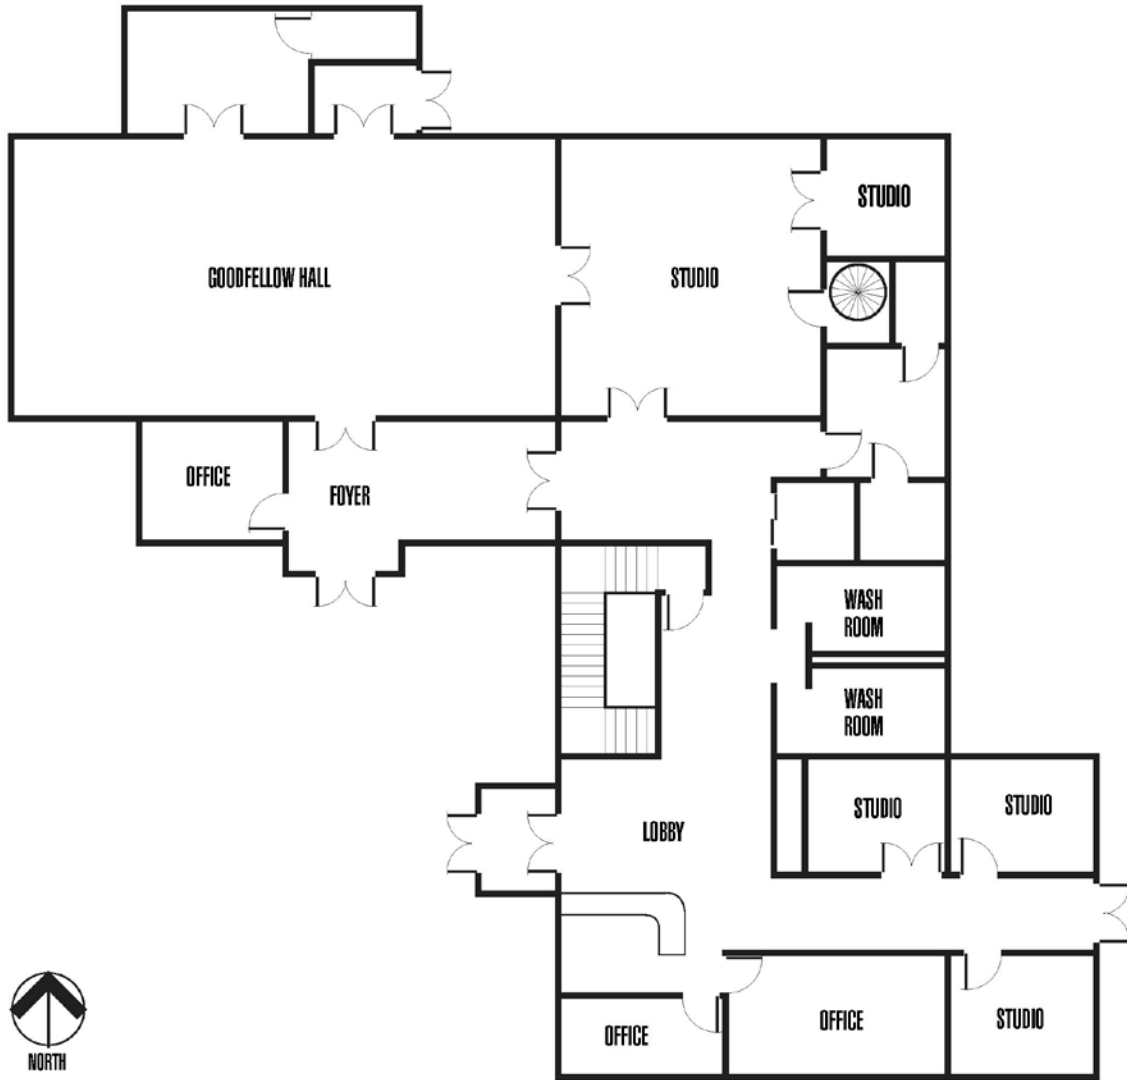 STUDIO
GOODFELLOW HALL
STUDIO
OFFICE
FOYER
WASH
ROOM
WASH
ROOM
STUDIO
STUDIO
LOBBY
OFFICE
OFFICE
STUDIO
NORTH